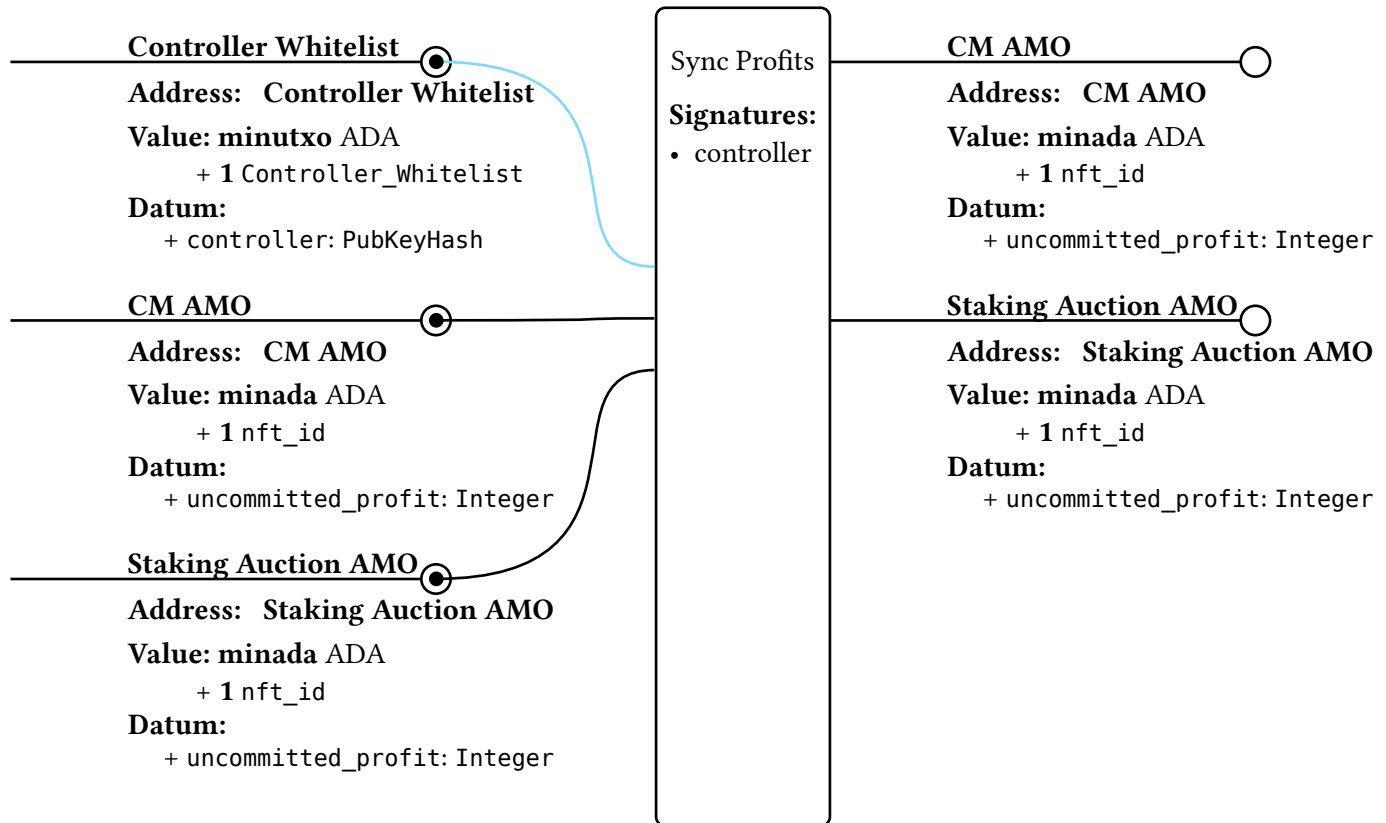 Controller Whitelist
Address: Controller Whitelist
Value: minutxo ADA
+ 1 Controller_Whitelist
Datum:
+ controller: PubKeyHash
CM AMO
Address: CM AMO
Value: minada ADA
+ 1 nft_id
Datum:
+ uncommitted_profit: Integer
Staking Auction AMO
Address: Staking Auction AMO
Value: minada ADA
+ 1 nft_id
Datum:
+ uncommitted_profit: Integer
Sync Profits
Signatures:
• controller
CM AMO
Address: CM AMO
Value: minada ADA
+ 1 nft_id
Datum:
+ uncommitted_profit: Integer
Staking Auction AMO
Address: Staking Auction AMO
Value: minada ADA
+ 1 nft_id
Datum:
+ uncommitted_profit: Integer